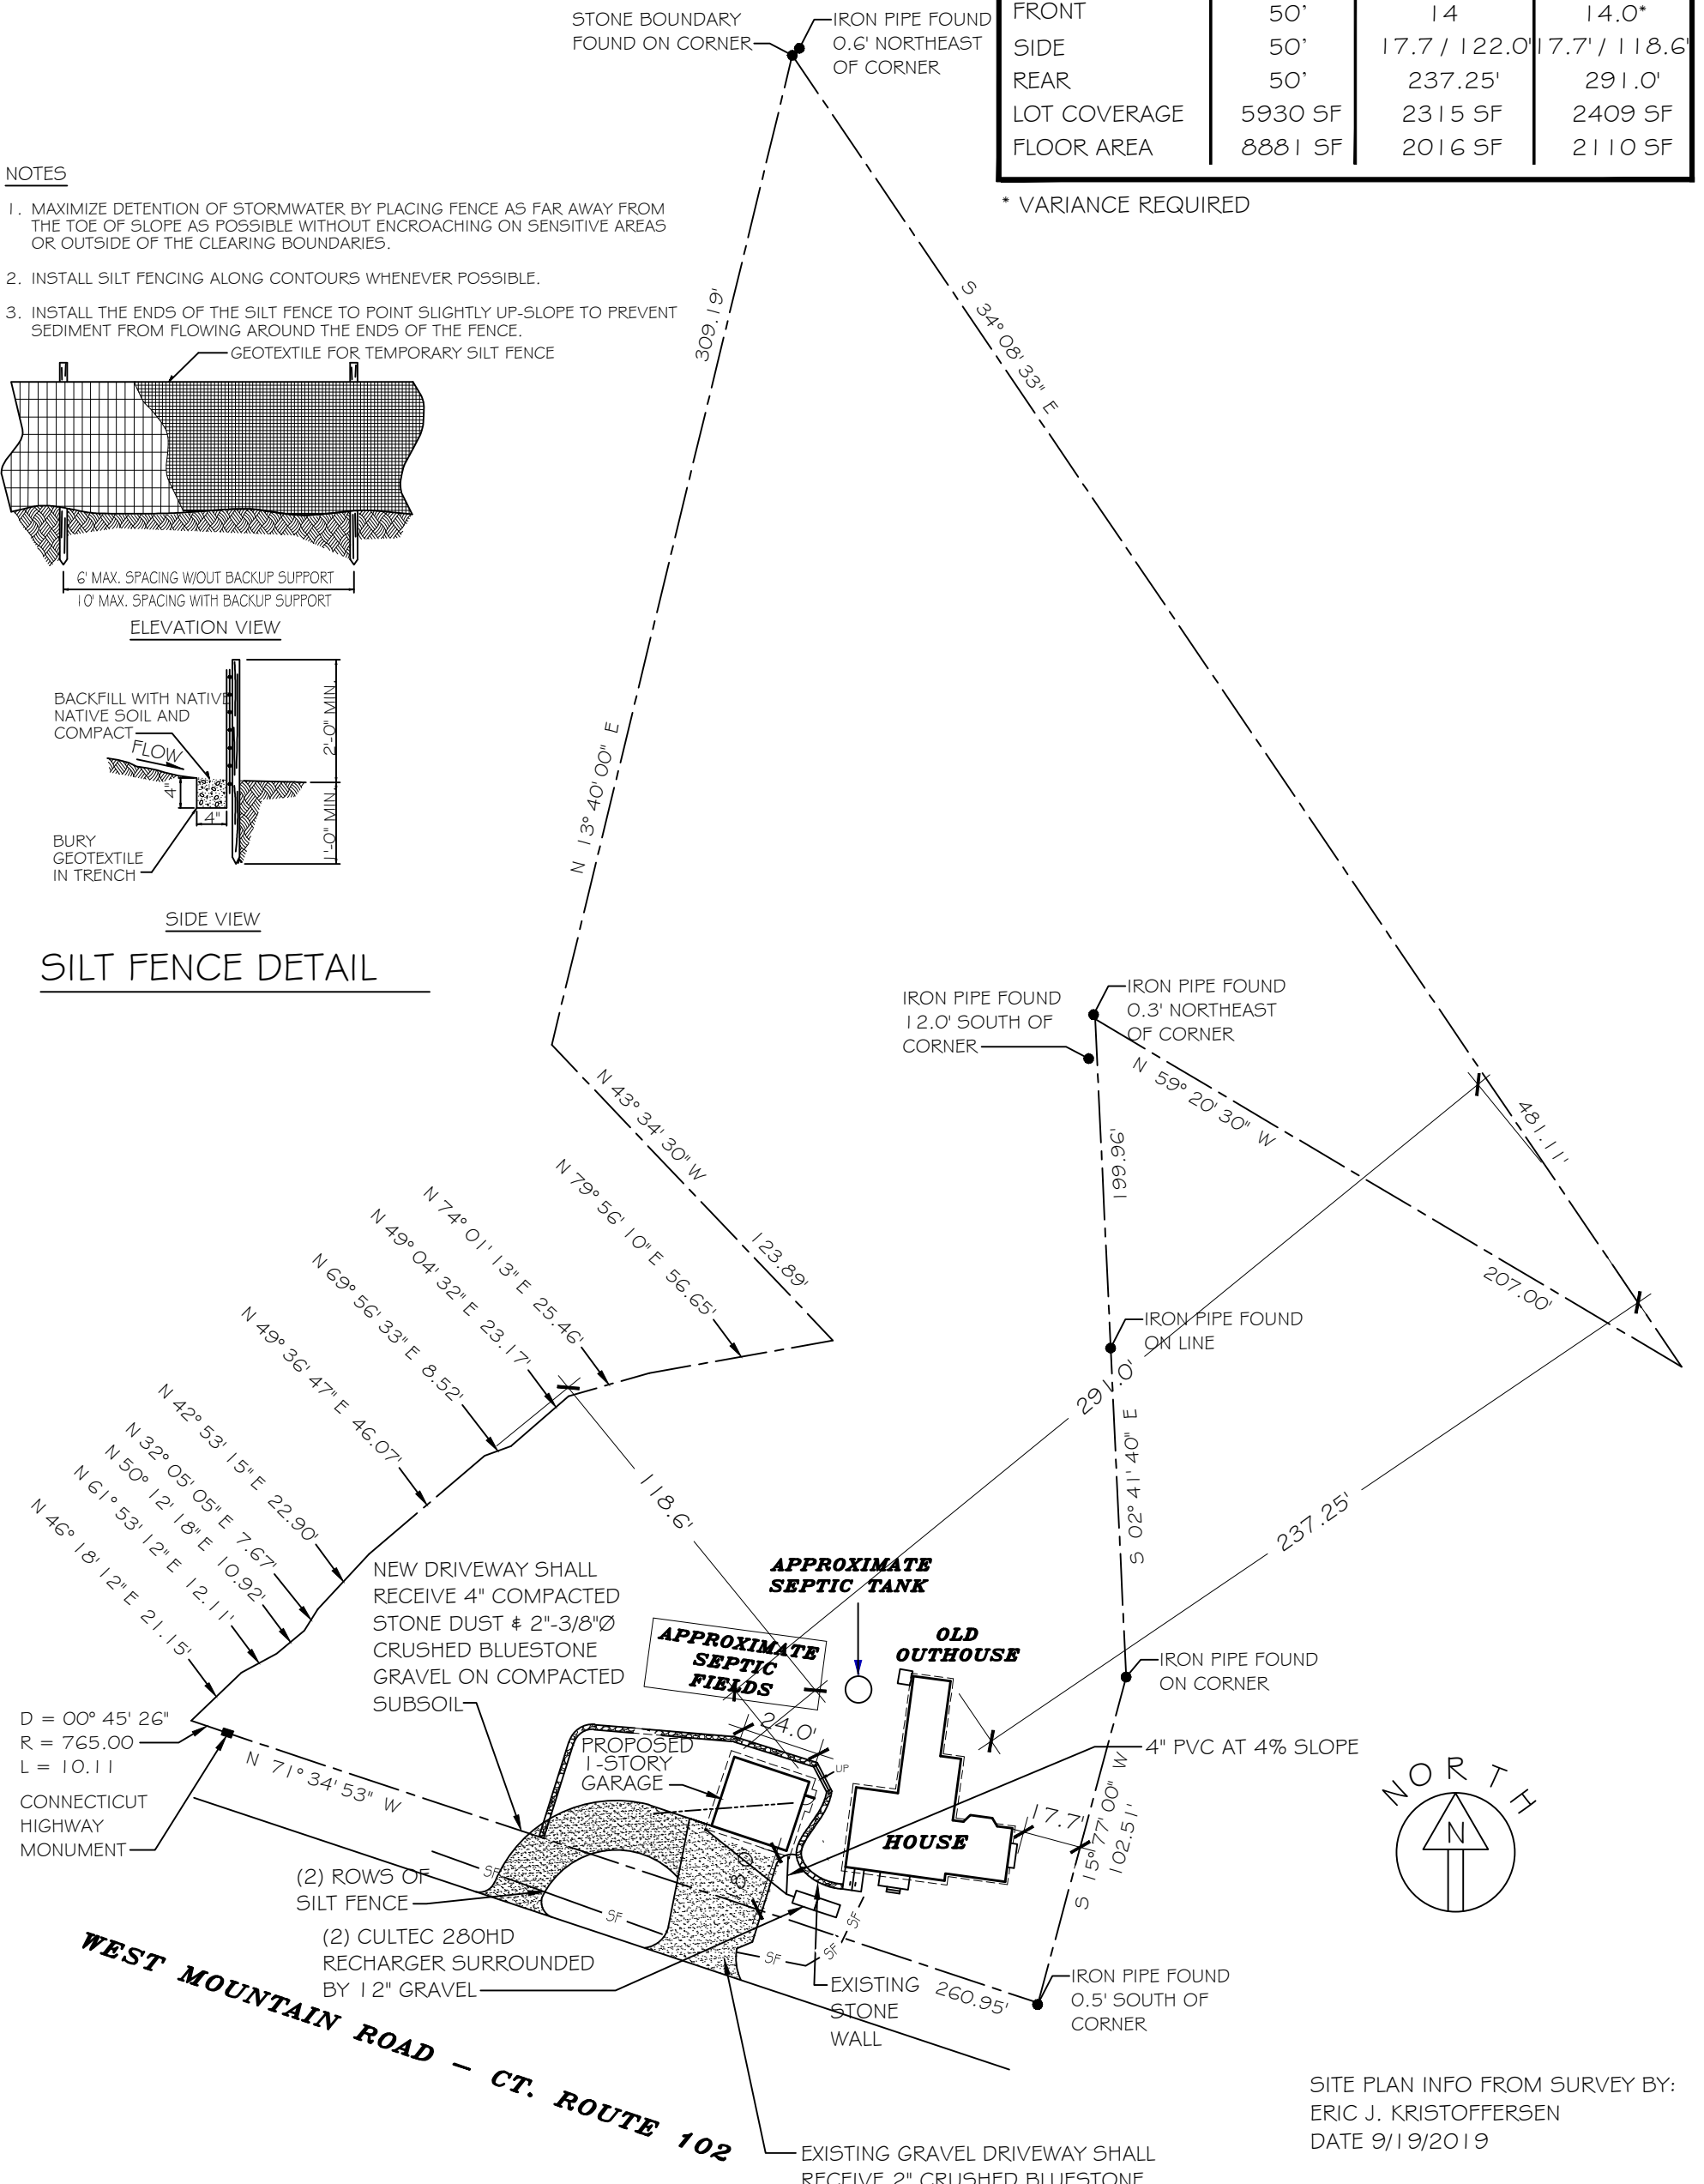 STONE BOUNDARY
FOUND ON CORNER
IRON PIPE FOUND
0.6' NORTHEAST
OF CORNER
FRONT 50' 14 14.0*
SIDE 50' 17.7 / 122.0' 17.7' / 118.6'
REAR 50' 237.25' 291.0'
LOT COVERAGE 5930 SF 2315 SF 2409 SF
FLOOR AREA 8881 SF 2016 SF 2110 SF
* VARIANCE REQUIRED
NOTES
1. MAXIMIZE DETENTION OF STORMWATER BY PLACING FENCE AS FAR AWAY FROM
THE TOE OF SLOPE AS POSSIBLE WITHOUT ENCROACHING ON SENSITIVE AREAS
OR OUTSIDE OF THE CLEARING BOUNDARIES.
2. INSTALL SILT FENCING ALONG CONTOURS WHENEVER POSSIBLE.
3. INSTALL THE ENDS OF THE SILT FENCE TO POINT SLIGHTLY UP-SLOPE TO PREVENT
SEDIMENT FROM FLOWING AROUND THE ENDS OF THE FENCE.
GEOTEXTILE FOR TEMPORARY SILT FENCE
6' MAX. SPACING W/OUT BACKUP SUPPORT
10' MAX. SPACING WITH BACKUP SUPPORT
ELEVATION VIEW
BACKFILL WITH NATIVE
NATIVE SOIL AND
COMPACT
FLOW
4"
4"
2'-0" MIN.
1'-0" MIN.
BURY
GEOTEXTILE
IN TRENCH
SIDE VIEW
SILT FENCE DETAIL
309.19'
N 13° 40' 00" E
S 34° 08' 33" E
481.11'
IRON PIPE FOUND
12.0' SOUTH OF
CORNER
IRON PIPE FOUND
0.3' NORTHEAST
OF CORNER
N 59° 20' 30" W
207.00'
199.96'
IRON PIPE FOUND
ON LINE
S 02° 41' 40" E
291.0'
237.25'
N 43° 34' 30" W
123.89'
N 79° 56' 10" E 56.65'
N 74° 01' 13" E 25.46'
N 49° 04' 32" E 23.17'
N 69° 56' 33" E 8.52'
N 49° 36' 47" E 46.07'
N 42° 53' 15" E 22.90'
N 32° 05' 05" E 7.67'
N 50° 12' 18" E 10.92'
N 61° 53' 12" E 12.11'
N 46° 18' 12" E 21.15'
118.6'
NEW DRIVEWAY SHALL
RECEIVE 4" COMPACTED
STONE DUST & 2"-3/8"Ø
CRUSHED BLUESTONE
GRAVEL ON COMPACTED
SUBSOIL
APPROXIMATE
SEPTIC TANK
APPROXIMATE
SEPTIC
FIELDS
OLD
OUTHOUSE
IRON PIPE FOUND
ON CORNER
D = 00° 45' 26"
R = 765.00
L = 10.11
CONNECTICUT
HIGHWAY
MONUMENT
N 71° 34' 53" W
24.0'
PROPOSED
1-STORY
GARAGE
UP
4" PVC AT 4% SLOPE
HOUSE
17.7'
S 15° 77' 00" W
102.51'
NORTH
N
(2) ROWS OF
SILT FENCE
SF
SF
SF
SF
SF
(2) CULTEC 280HD
RECHARGER SURROUNDED
BY 12" GRAVEL
EXISTING
STONE
WALL
260.95'
IRON PIPE FOUND
0.5' SOUTH OF
CORNER
WEST MOUNTAIN ROAD - CT. ROUTE 102
SITE PLAN INFO FROM SURVEY BY:
ERIC J. KRISTOFFERSEN
DATE 9/19/2019
EXISTING GRAVEL DRIVEWAY SHALL
RECEIVE 2" CRUSHED BLUESTONE